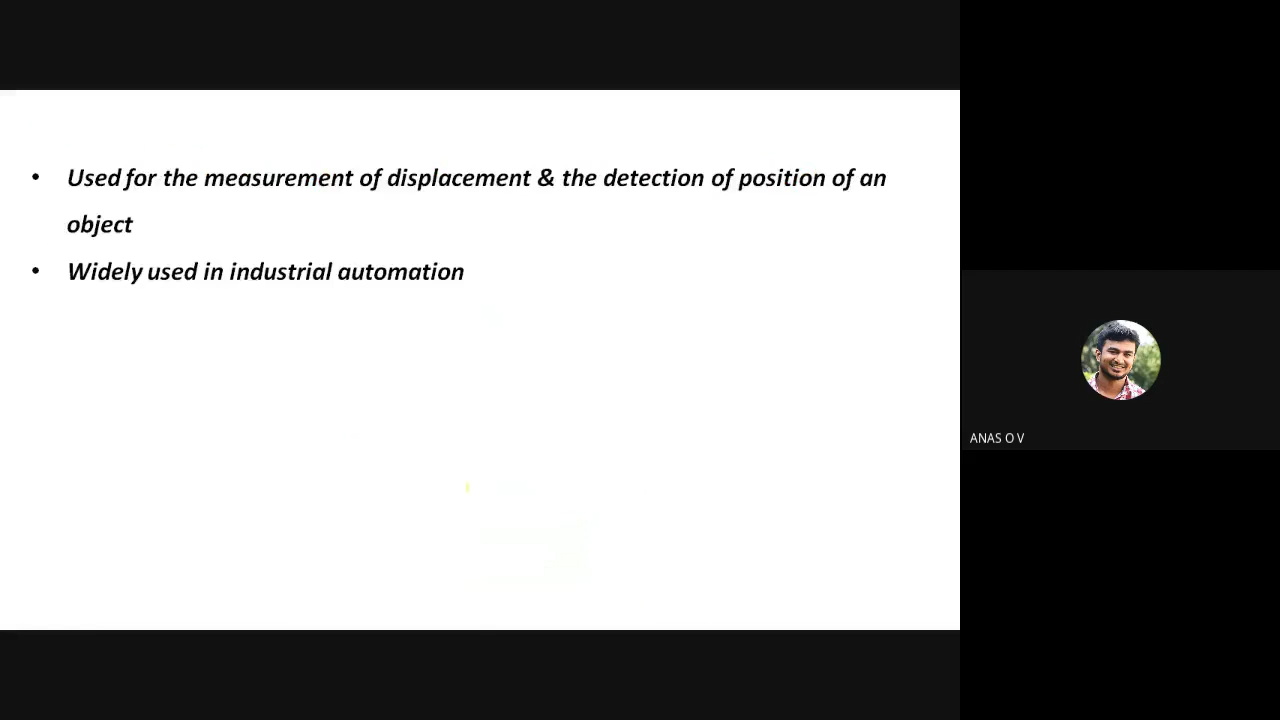 • Used for the measurement of displacement & the detection of position of an
object
• Widely used in industrial automation
ANAS O V